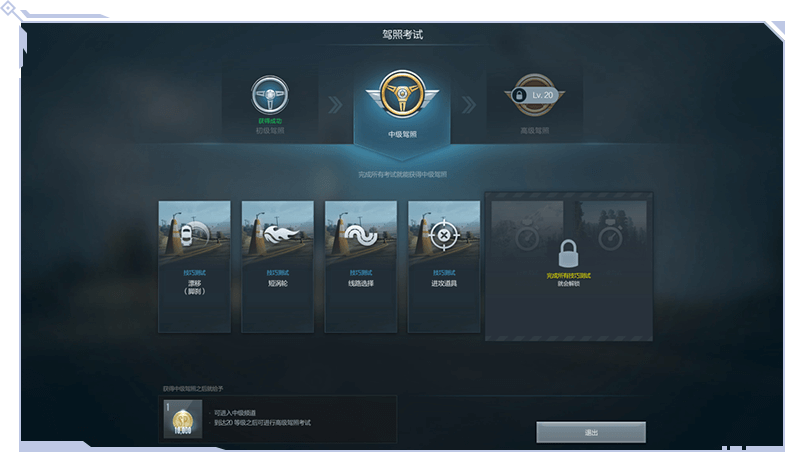 驾照考试
获得成功!
初级驾照
中级驾照
Lv. 20
高级驾照
完成所有考试就能获得中级驾照
技巧测试
漂移
(脚刹)
技巧测试
短涡轮
技巧测试
线路选择
技巧测试
进攻道具
完成所有技巧测试
就会解锁
获得中级驾照之后就给予
1
10,000
· 可进入中级频道
· 到达20 等级之后可进行高级驾照考试
退出